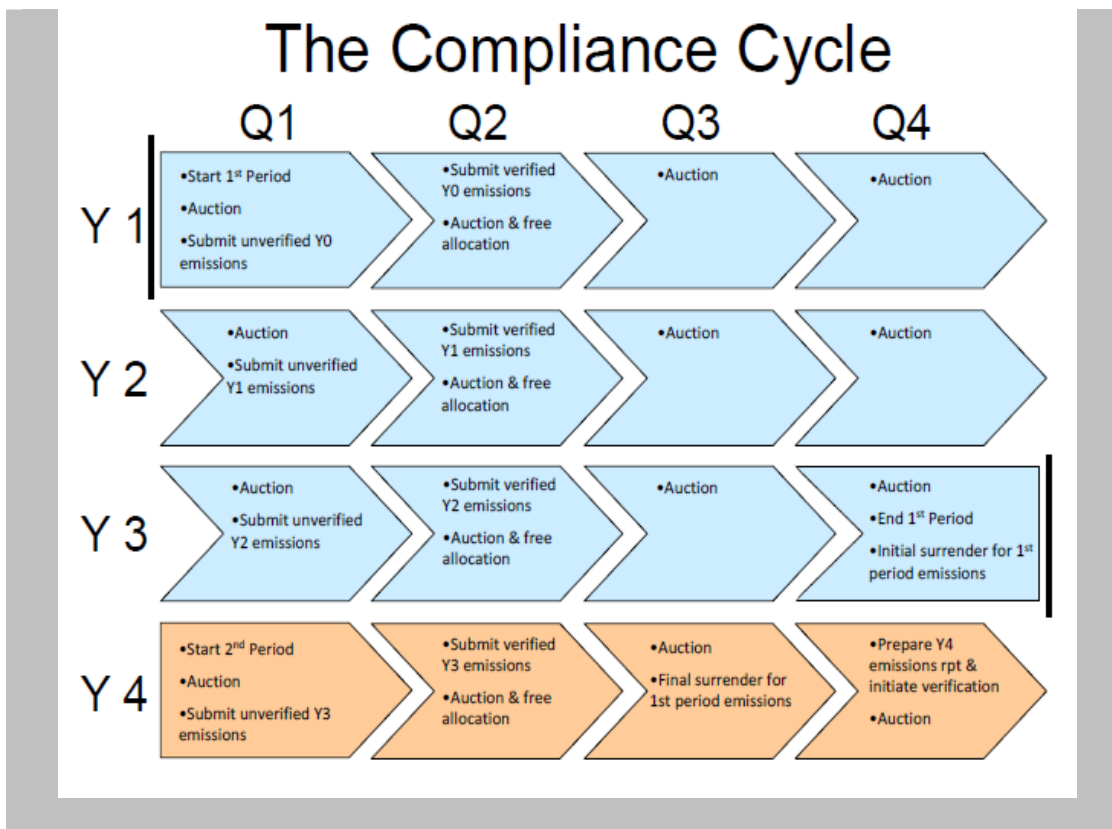 The Compliance Cycle
Q1 Q2 Q3 Q4
Y 1
•Start 1st Period
•Auction
•Submit unverified Y0
emissions
•Submit verified
Y0 emissions
•Auction & free
allocation
•Auction
•Auction
Y 2
•Auction
•Submit unverified
Y1 emissions
•Submit verified
Y1 emissions
•Auction & free
allocation
•Auction
•Auction
Y 3
•Auction
•Submit unverified
Y2 emissions
•Submit verified
Y2 emissions
•Auction & free
allocation
•Auction
•Auction
•End 1st Period
•Initial surrender for 1st
period emissions
Y 4
•Start 2nd Period
•Auction
•Submit unverified Y3
emissions
•Submit verified
Y3 emissions
•Auction & free
allocation
•Auction
•Final surrender for
1st period emissions
•Prepare Y4
emissions rpt &
initiate verification
•Auction